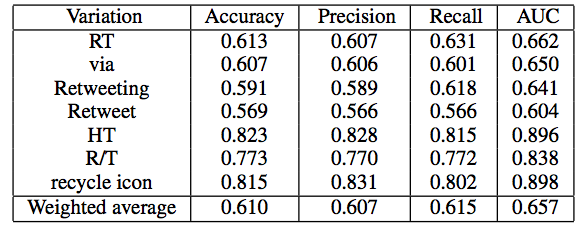 Variation Accuracy Precision Recall AUC
RT 0.613 0.607 0.631 0.662
via 0.607 0.606 0.601 0.650
Retweeting 0.591 0.589 0.618 0.641
Retweet 0.569 0.566 0.566 0.604
HT 0.823 0.828 0.815 0.896
R/T 0.773 0.770 0.772 0.838
recycle icon 0.815 0.831 0.802 0.898
Weighted average 0.610 0.607 0.615 0.657